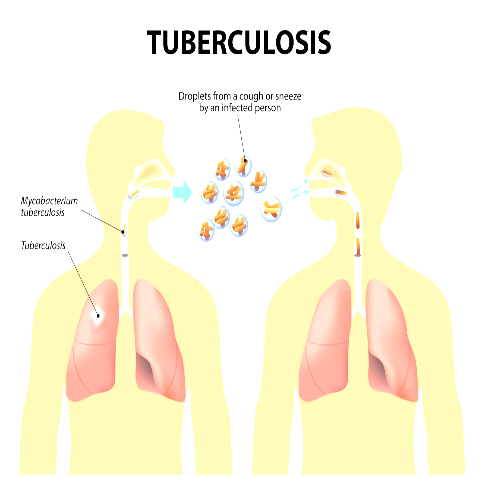 TUBERCULOSIS
Droplets from a cough or sneeze
by an infected person
Mycobacterium
tuberculosis
Tuberculosis